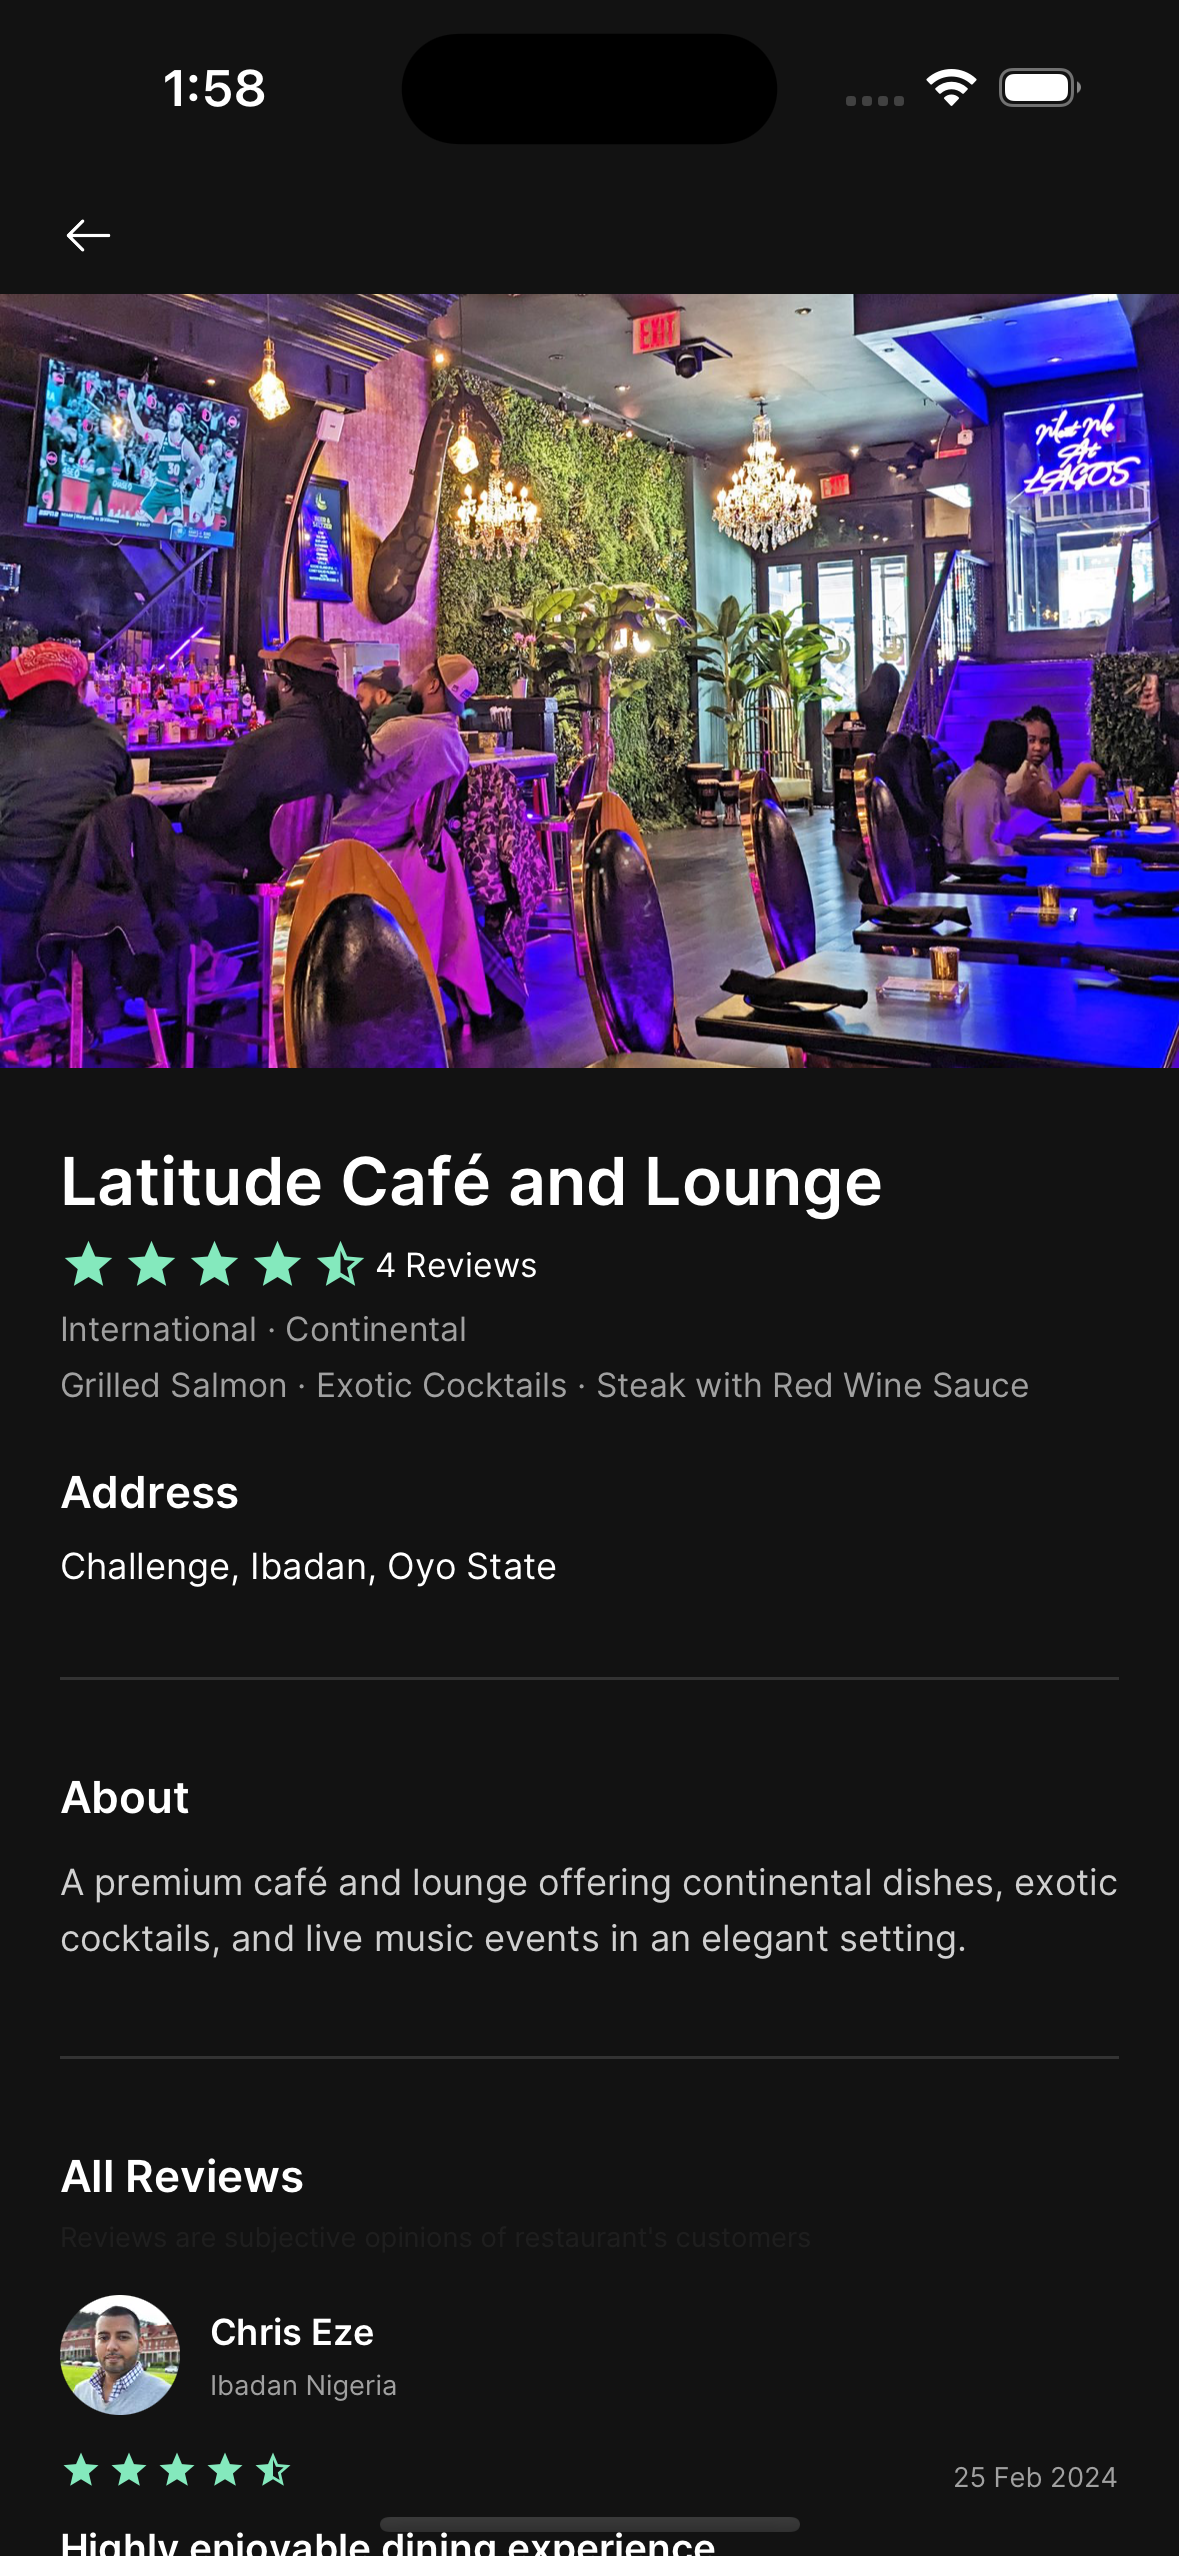 1:58
EXIT
Meet Me
At
LAGOS
30
Latitude Café and Lounge
4 Reviews
International · Continental
Grilled Salmon · Exotic Cocktails · Steak with Red Wine Sauce
Address
Challenge, Ibadan, Oyo State
About
A premium café and lounge offering continental dishes, exotic
cocktails, and live music events in an elegant setting.
All Reviews
Reviews are subjective opinions of restaurant's customers
Chris Eze
Ibadan Nigeria
25 Feb 2024
Highly enjoyable dining experience